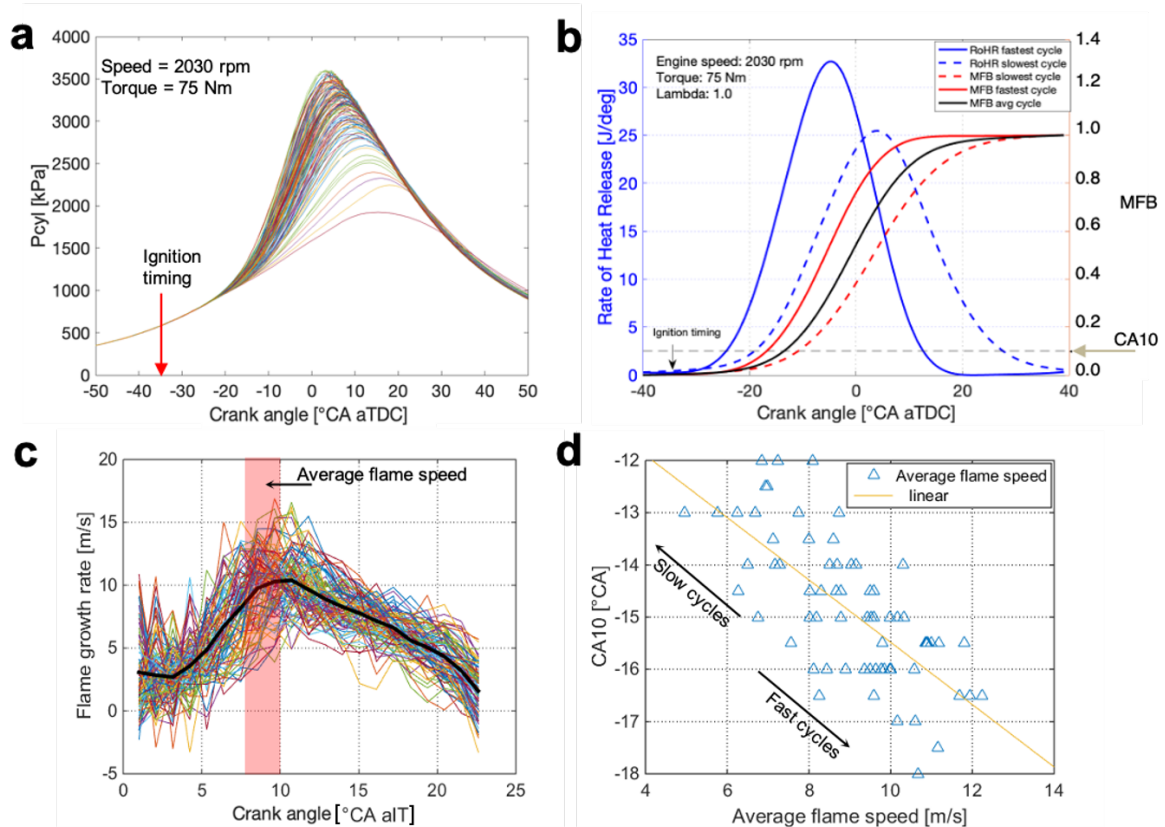 a
4000
3500
3000
2500
2000
1500
1000
500
0
Pcyl [kPa]
Speed = 2030 rpm
Torque = 75 Nm
Ignition
timing
-50 -40 -30 -20 -10 0 10 20 30 40 50
Crank angle [°CA aTDC]
b
35
30
25
20
15
10
5
0
Rate of Heat Release [J/deg]
Engine speed: 2030 rpm
Torque: 75 Nm
Lambda: 1.0
RoHR fastest cycle
RoHR slowest cycle
MFB slowest cycle
MFB fastest cycle
MFB avg cycle
1.4
1.2
1.0
0.8
0.6
0.4
0.2
0.0
MFB
CA10
Ignition timing
-40 -20 0 20 40
Crank angle [°CA aTDC]
c
20
15
10
5
0
-5
Flame growth rate [m/s]
Average flame speed
0 5 10 15 20 25
Crank angle [°CA aIT]
d
-12
-13
-14
-15
-16
-17
-18
CA10 [°CA]
Average flame speed
linear
Slow cycles
Fast cycles
4 6 8 10 12 14
Average flame speed [m/s]